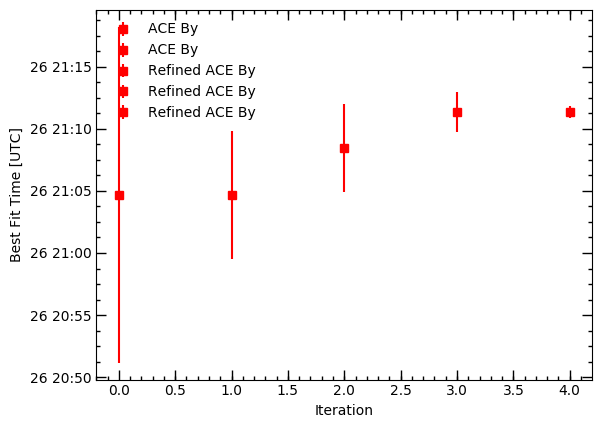 ACE By
ACE By
Refined ACE By
Refined ACE By
Refined ACE By
26 21:15
26 21:10
26 21:05
26 21:00
26 20:55
26 20:50
Best Fit Time [UTC]
0.0 0.5 1.0 1.5 2.0 2.5 3.0 3.5 4.0
Iteration